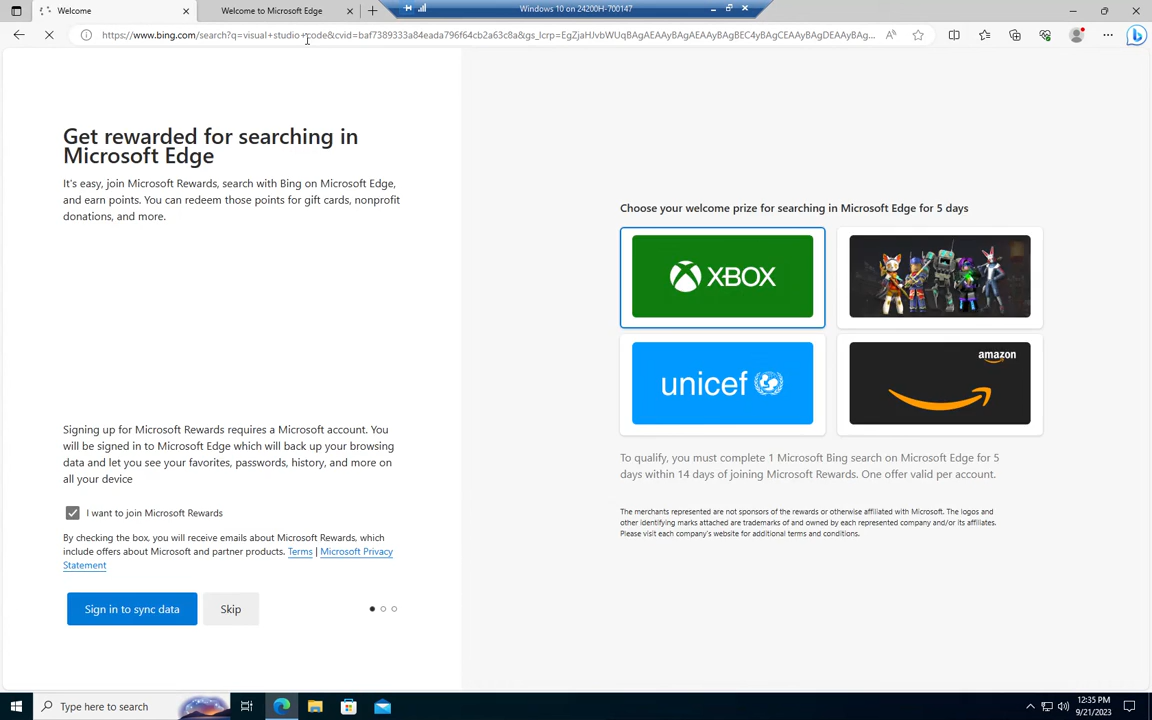 Welcome
Welcome to Microsoft Edge
Windows 10 on 24200H-700147
https://www.bing.com/search?q=visual+studio+code&cvid=baf7389333a84eada796f64cb2a63c8a&gs_lcrp=EgZjaHJvbWUqBAgAEAAyBAgAEAAyBAgBEC4yBAgCEAAyBAgDEAAyBAg...
Get rewarded for searching in
Microsoft Edge
It's easy, join Microsoft Rewards, search with Bing on Microsoft Edge,
and earn points. You can redeem those points for gift cards, nonprofit
donations, and more.
Signing up for Microsoft Rewards requires a Microsoft account. You
will be signed in to Microsoft Edge which will back up your browsing
data and let you see your favorites, passwords, history, and more on
all your device
I want to join Microsoft Rewards
By checking the box, you will receive emails about Microsoft Rewards, which
include offers about Microsoft and partner products. Terms | Microsoft Privacy
Statement
Sign in to sync data
Skip
Choose your welcome prize for searching in Microsoft Edge for 5 days
XBOX
unicef
amazon
To qualify, you must complete 1 Microsoft Bing search on Microsoft Edge for 5
days within 14 days of joining Microsoft Rewards. One offer valid per account.
The merchants represented are not sponsors of the rewards or otherwise affiliated with Microsoft. The logos and
other identifying marks attached are trademarks of and owned by each represented company and/or its affiliates.
Please visit each company's website for additional terms and conditions.
Type here to search
12:35 PM
9/21/2023